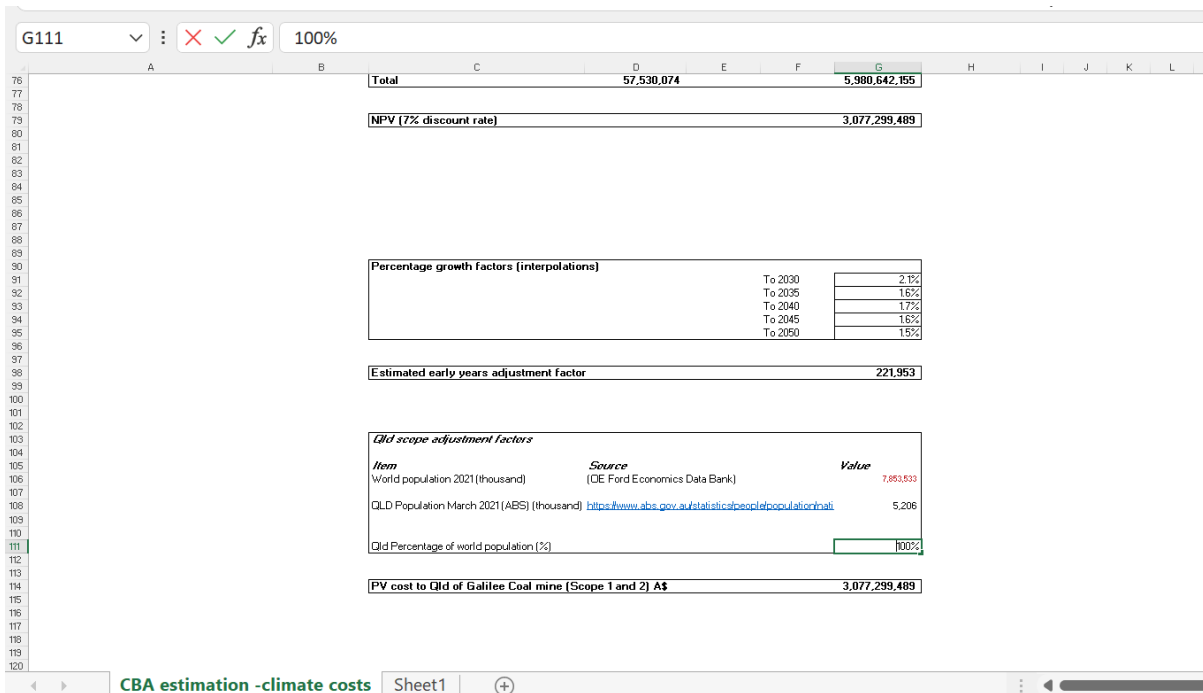 G111 fx 100%
A B C D E F G H I J K L
76 Total 57,530,074 5,980,642,155
77
78
79 NPV (7% discount rate) 3,077,299,489
80
81
82
83
84
85
86
87
88
89
90 Percentage growth factors (interpolations)
91 To 2030 2.1%
92 To 2035 1.6%
93 To 2040 1.7%
94 To 2045 1.6%
95 To 2050 1.5%
96
97
98 Estimated early years adjustment factor 221,953
99
100
101
102
103 Qld scope adjustment factors
104
105 Item Source Value
106 World population 2021 (thousand) (OE Ford Economics Data Bank) 7,853,533
107
108 QLD Population March 2021 (ABS) (thousand) https://www.abs.gov.au/statistics/people/population/nati 5,206
109
110
111 Qld Percentage of world population (%) 100%
112
113
114 PV cost to Qld of Galilee Coal mine (Scope 1 and 2) A$ 3,077,299,489
115
116
117
118
119
120
CBA estimation -climate costs Sheet1